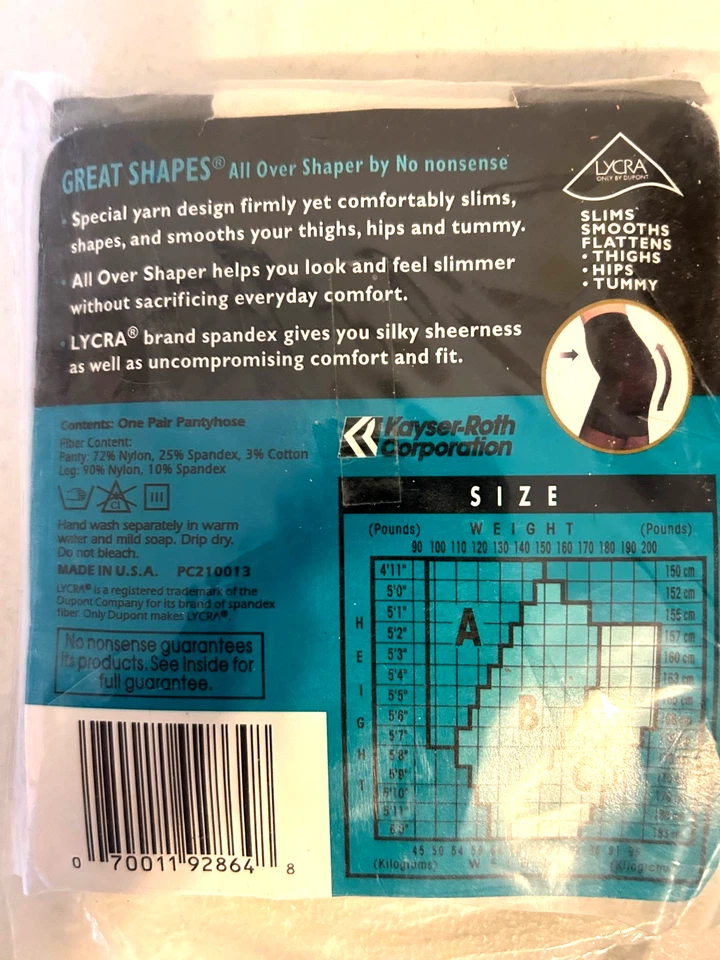 GREAT SHAPES® All Over Shaper by No nonsense
• Special yarn design firmly yet comfortably slims,
shapes, and smooths your thighs, hips and tummy.
• All Over Shaper helps you look and feel slimmer
without sacrificing everyday comfort.
• LYCRA® brand spandex gives you silky sheerness
as well as uncompromising comfort and fit.
LYCRA
ONLY BY DUPONT
SLIMS
SMOOTHS
FLATTENS
• THIGHS
• HIPS
• TUMMY
Contents: One Pair Pantyhose
Fiber Content:
Panty: 72% Nylon, 25% Spandex, 3% Cotton
Leg: 90% Nylon, 10% Spandex
Cl
Hand wash separately in warm
water and mild soap. Drip dry.
Do not bleach.
MADE IN U.S.A. PC210013
LYCRA® is a registered trademark of the
Dupont Company for its brand of spandex
fiber. Only Dupont makes LYCRA®
No nonsense guarantees
its products. See Inside for
full guarantee.
0 70011 92864 8
Kayser-Roth
Corporation
SIZE
(Pounds) WEIGHT (Pounds)
90 100 110 120 130 140 150 160 170 180 190 200
HEIGHT
4'11" 150 cm
5'0" 152 cm
5'1" 155 cm
5'2" 157 cm
5'3" 160 cm
5'4" 163 cm
5'5"
5'6"
5'7"
5'8"
5'9"
5'10"
5'11"
6'0"
A
B
C
45 50 54 59
(Kilograms)